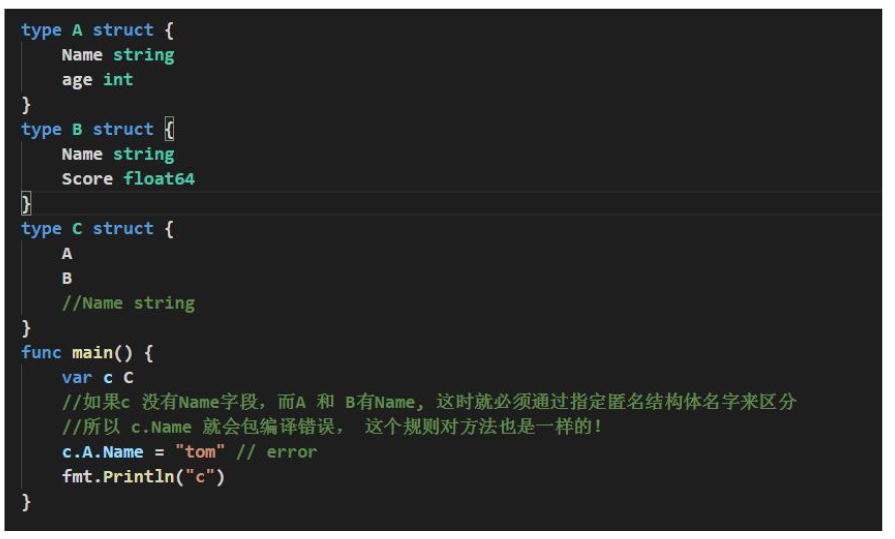 type A struct {
    Name string
    age int
}
type B struct {
    Name string
    Score float64
}
type C struct {
    A
    B
    //Name string
}
func main() {
    var c C
    //如果c 没有Name字段，而A 和 B有Name, 这时就必须通过指定匿名结构体名字来区分
    //所以 c.Name 就会包编译错误， 这个规则对方法也是一样的！
    c.A.Name = "tom" // error
    fmt.Println("c")
}